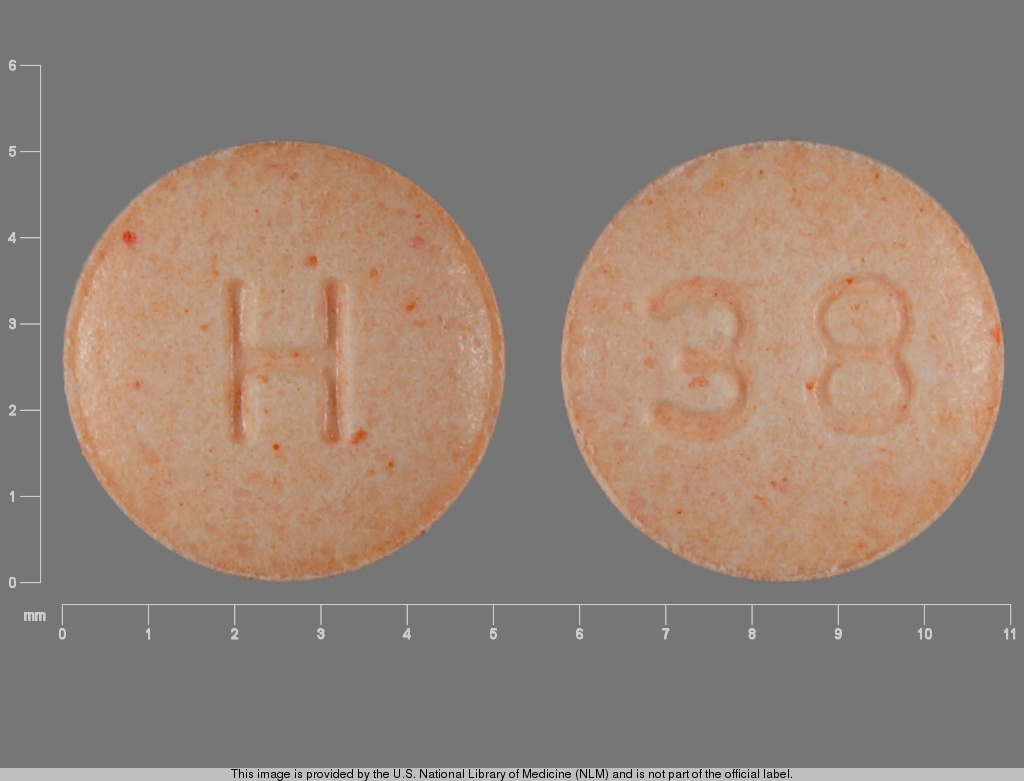 6
5
4
3
2
1
0
H
38
mm
0 1 2 3 4 5 6 7 8 9 10 11
This image is provided by the U.S. National Library of Medicine (NLM) and is not part of the official label.